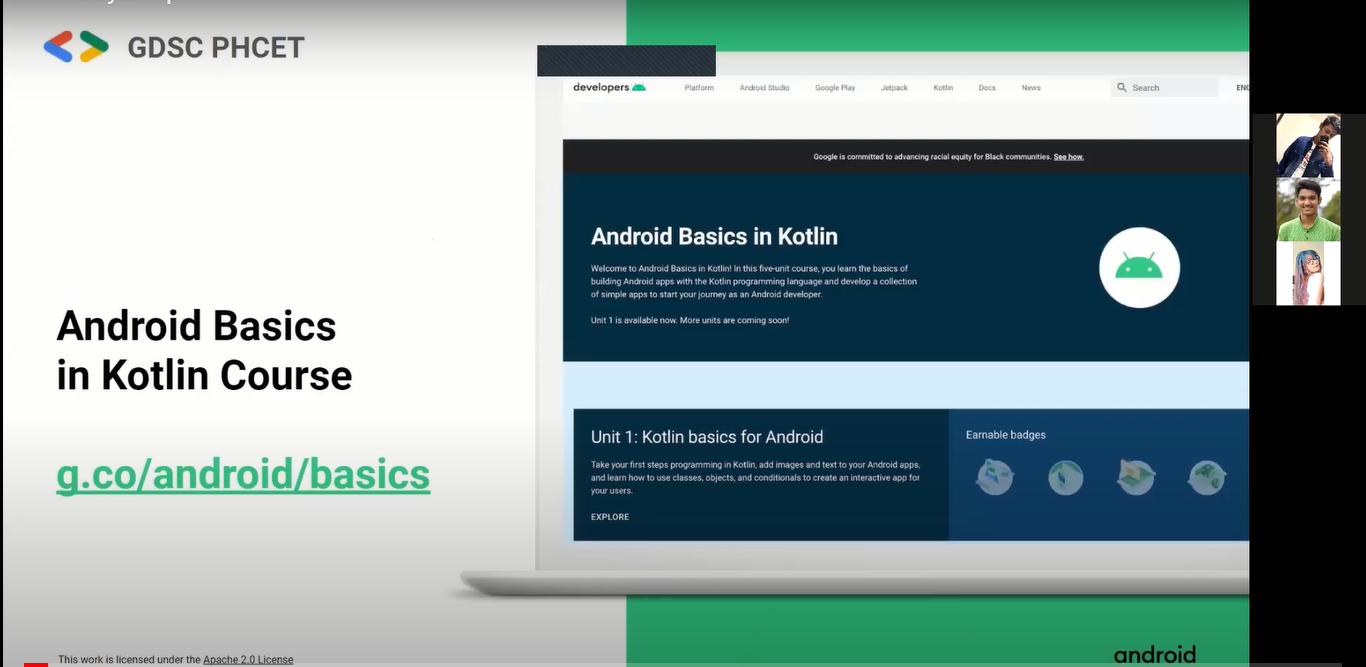 GDSC PHCET
developers
Platform
Android Studio
Google Play
Jetpack
Kotlin
Docs
News
Search
Google is committed to advancing racial equity for Black communities. See how.
Android Basics in Kotlin
Welcome to Android Basics in Kotlin! In this five-unit course, you learn the basics of
building Android apps with the Kotlin programming language and develop a collection
of simple apps to start your journey as an Android developer.
Unit 1 is available now. More units are coming soon!
Android Basics
in Kotlin Course
g.co/android/basics
Unit 1: Kotlin basics for Android
Take your first steps programming in Kotlin, add images and text to your Android apps,
and learn how to use classes, objects, and conditionals to create an interactive app for
your users.
EXPLORE
Earnable badges
This work is licensed under the Apache 2.0 License
android